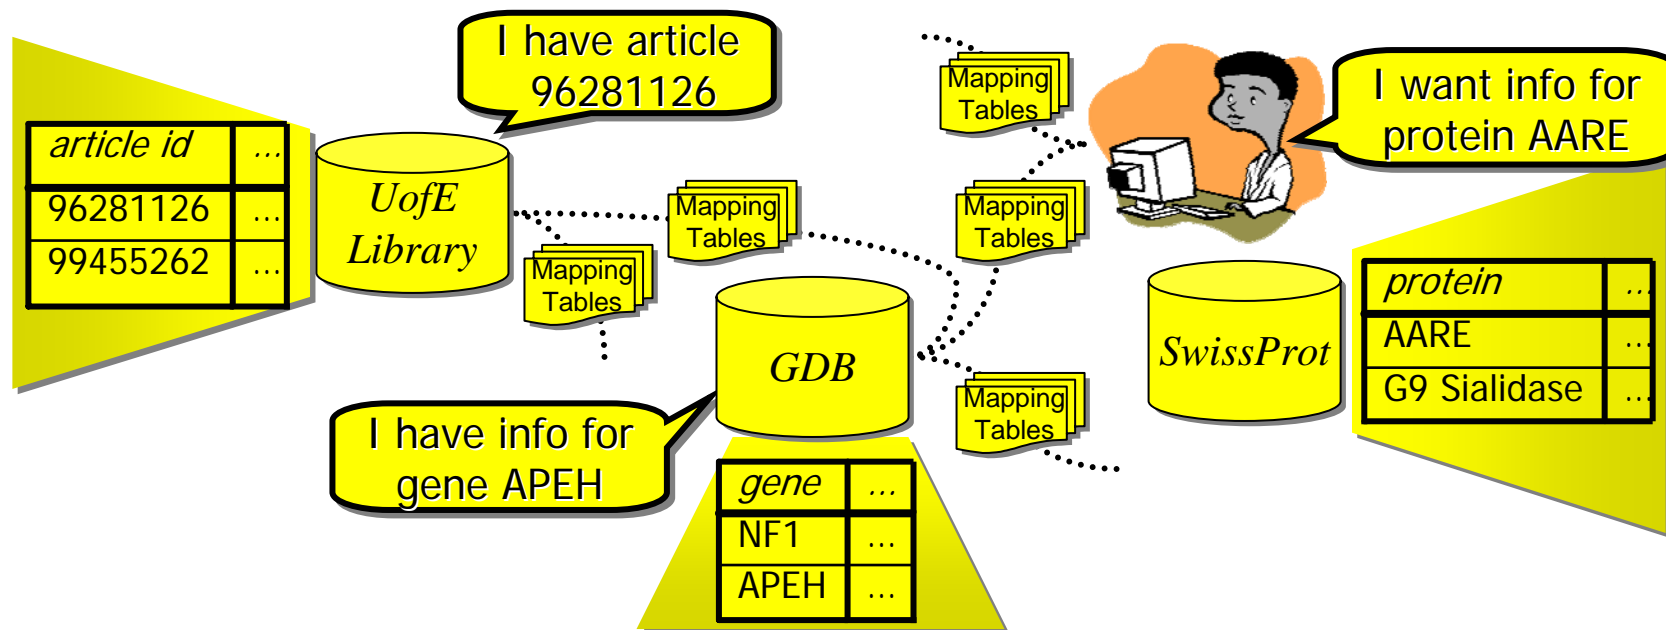 I have article
96281126
article id ...
96281126 ...
99455262 ...
UofE
Library
Mapping
Tables
Mapping
Tables
Mapping
Tables
Mapping
Tables
Mapping
Tables
I want info for
protein AARE
SwissProt
protein ...
AARE ...
G9 Sialidase ...
GDB
I have info for
gene APEH
gene ...
NF1 ...
APEH ...